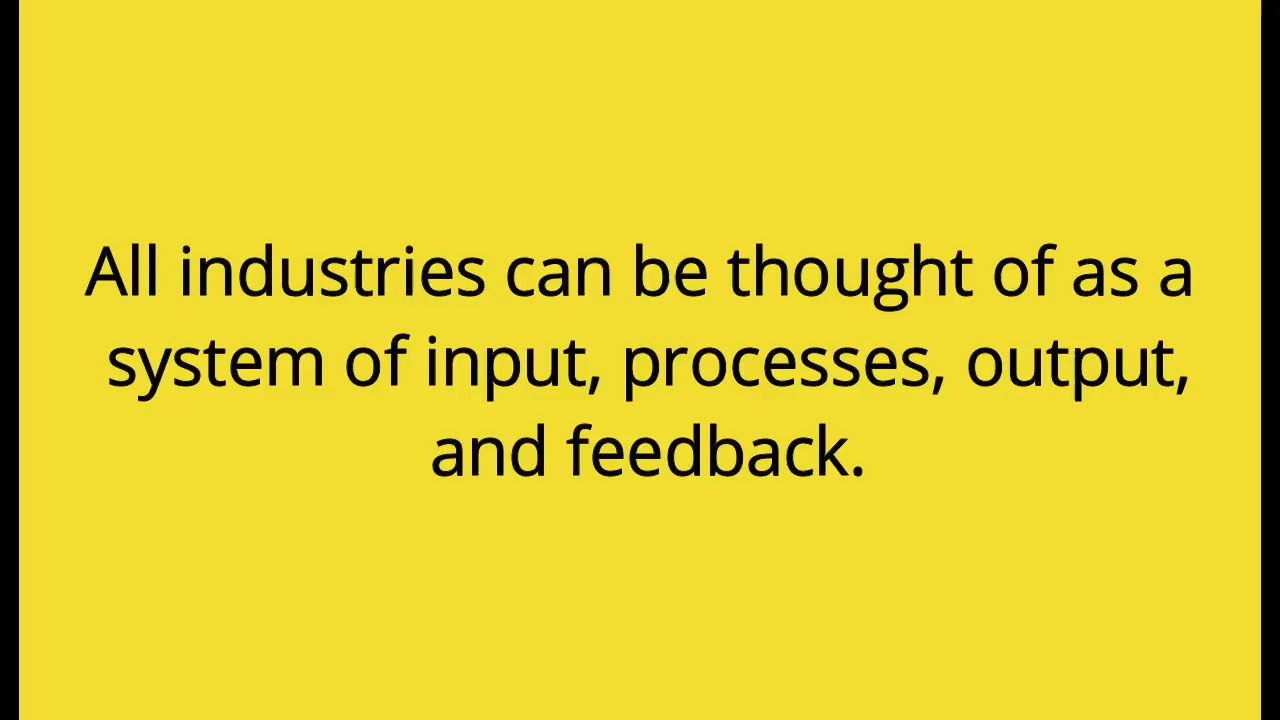 All industries can be thought of as a
system of input, processes, output,
and feedback.